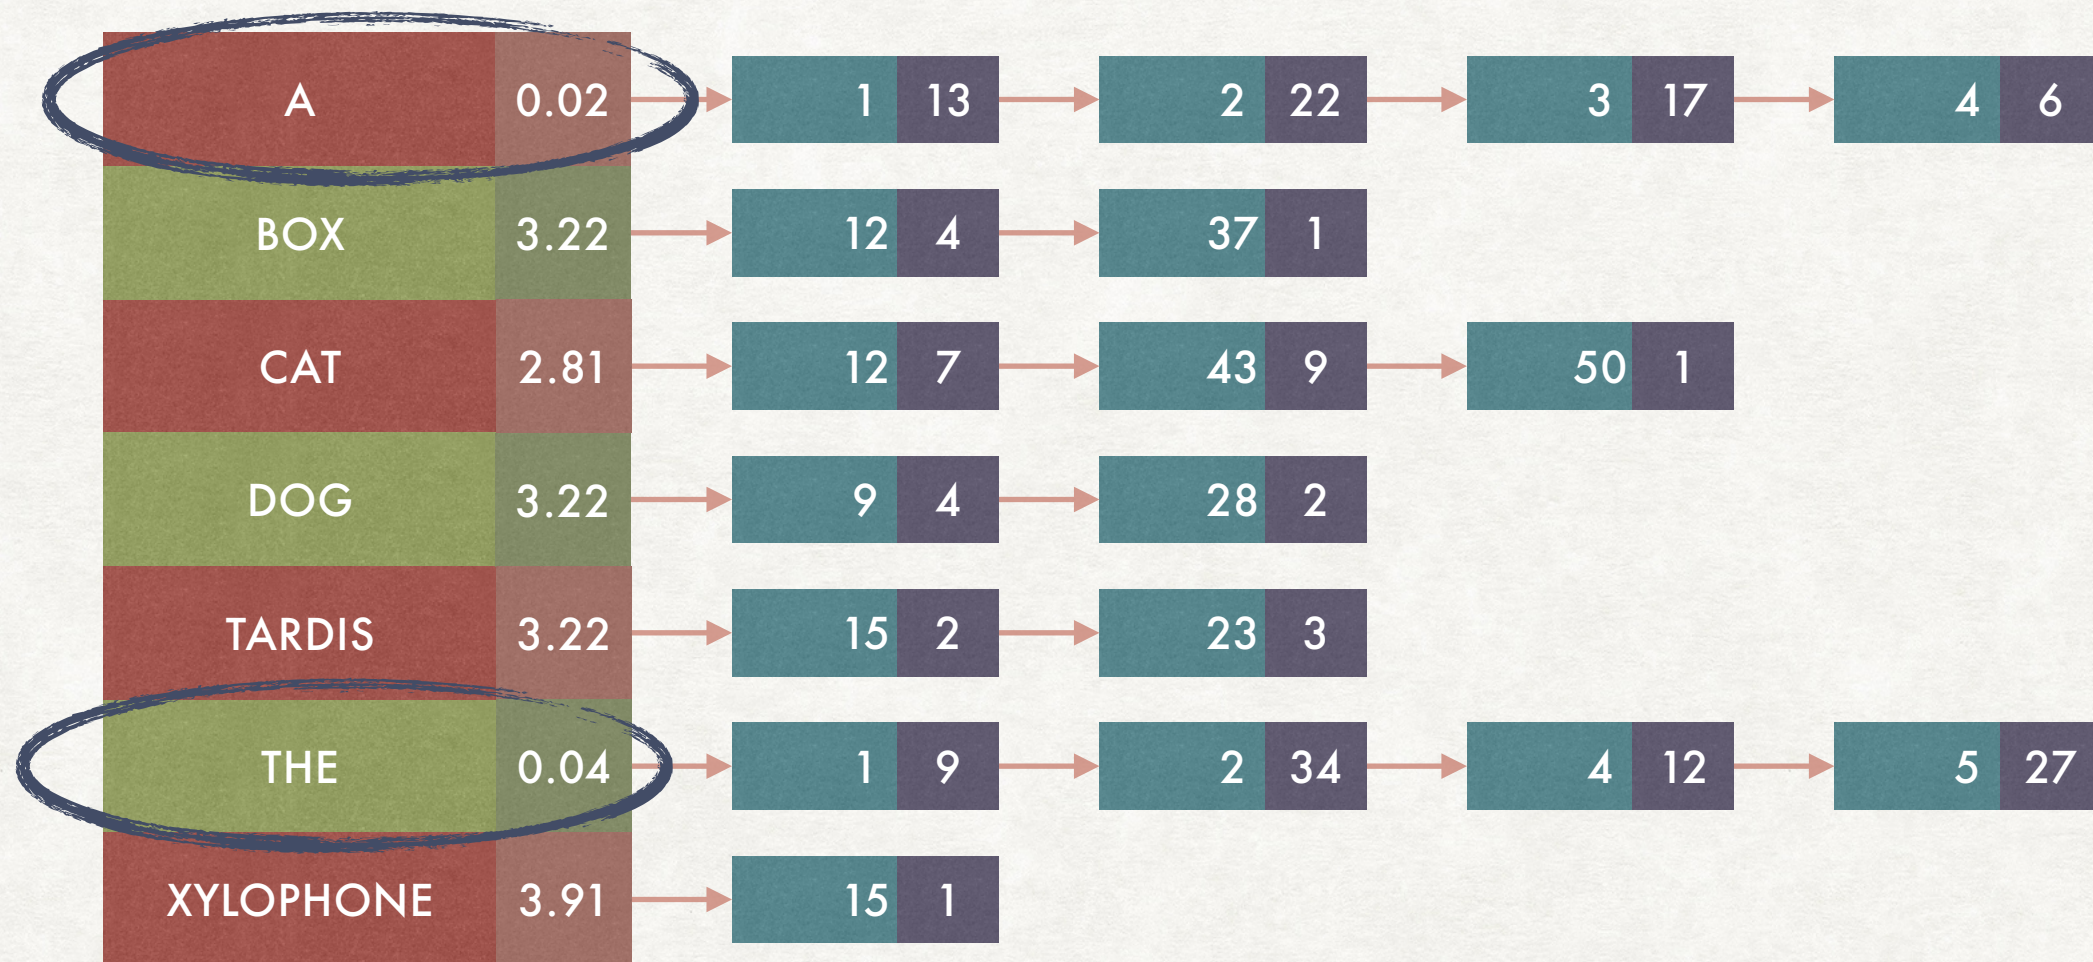 A 0.02 1 13 2 22 3 17 4 6
BOX 3.22 12 4 37 1
CAT 2.81 12 7 43 9 50 1
DOG 3.22 9 4 28 2
TARDIS 3.22 15 2 23 3
THE 0.04 1 9 2 34 4 12 5 27
XYLOPHONE 3.91 15 1